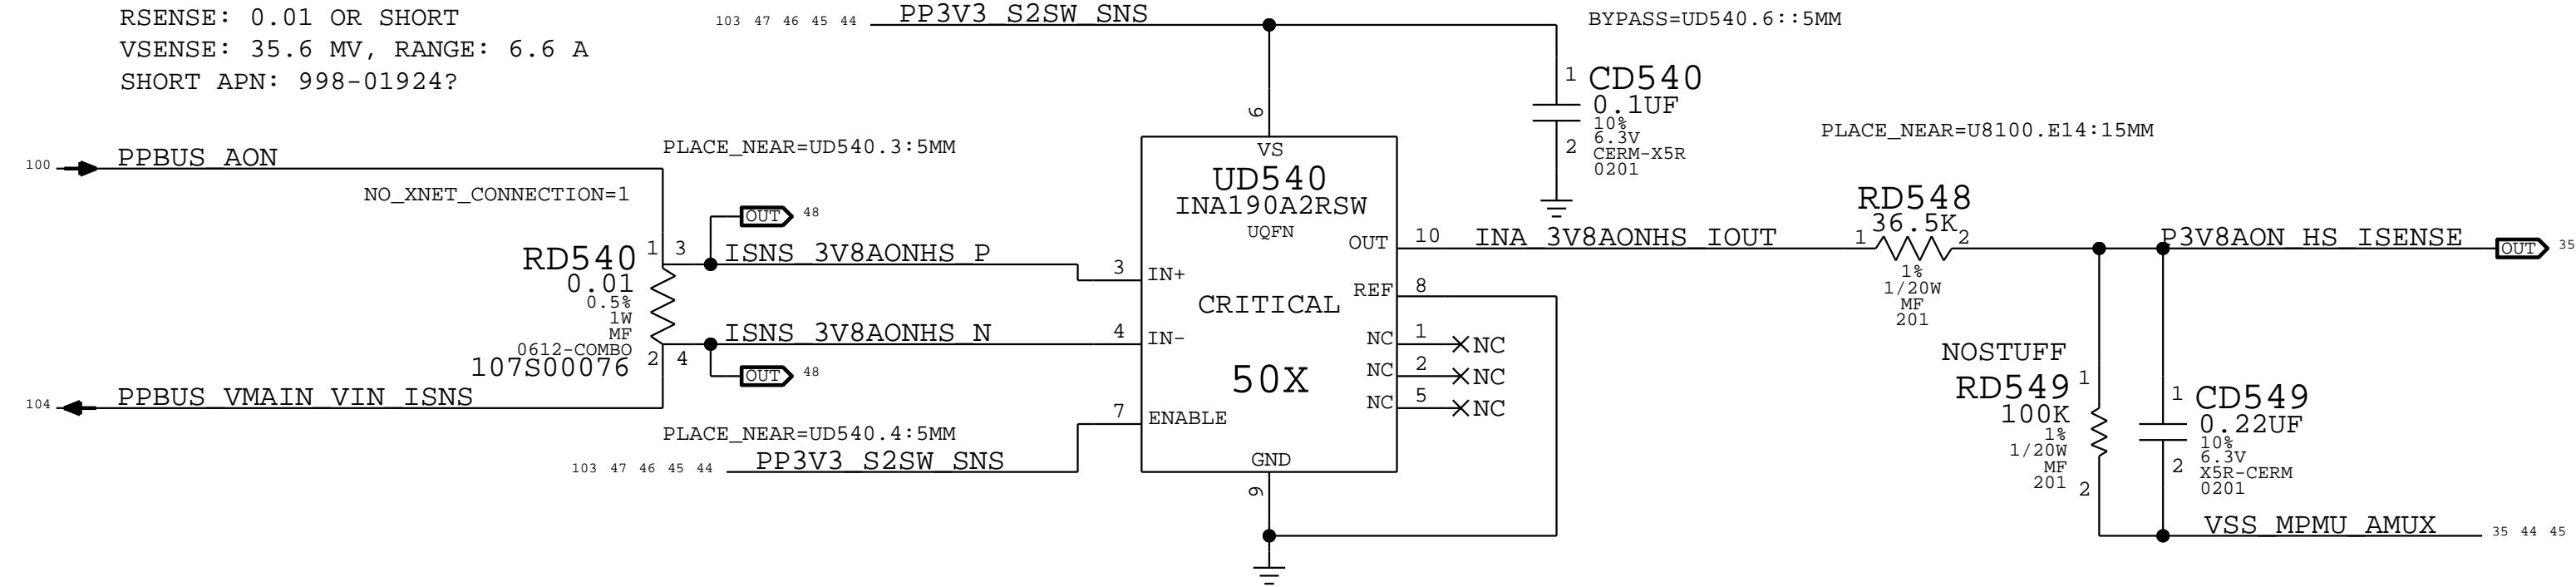 RSENSE: 0.01 OR SHORT
VSENSE: 35.6 MV, RANGE: 6.6 A
SHORT APN: 998-01924?
103 47 46 45 44
PP3V3_S2SW_SNS
BYPASS=UD540.6::5MM
1
CD540
0.1UF
10%
6.3V
CERM-X5R
0201
2
6
100
PPBUS_AON
PLACE_NEAR=UD540.3:5MM
NO_XNET_CONNECTION=1
OUT
48
RD540
0.01
0.5%
1W
MF
0612-COMBO
107S00076
1
3
2
4
ISNS_3V8AONHS_P
ISNS_3V8AONHS_N
OUT
48
104
PPBUS_VMAIN_VIN_ISNS
PLACE_NEAR=UD540.4:5MM
103 47 46 45 44
PP3V3_S2SW_SNS
3
4
7
VS
UD540
INA190A2RSW
UQFN
IN+
IN-
ENABLE
CRITICAL
50X
GND
9
OUT
REF
NC
NC
NC
10
8
1
NC
2
NC
5
NC
INA_3V8AONHS_IOUT
PLACE_NEAR=U8100.E14:15MM
RD548
36.5K
1
2
1%
1/20W
MF
201
P3V8AON_HS_ISENSE
OUT
35
NOSTUFF
RD549
100K
1%
1/20W
MF
201
1
2
1
CD549
0.22UF
10%
6.3V
X5R-CERM
0201
2
VSS_MPMU_AMUX
35 44 45